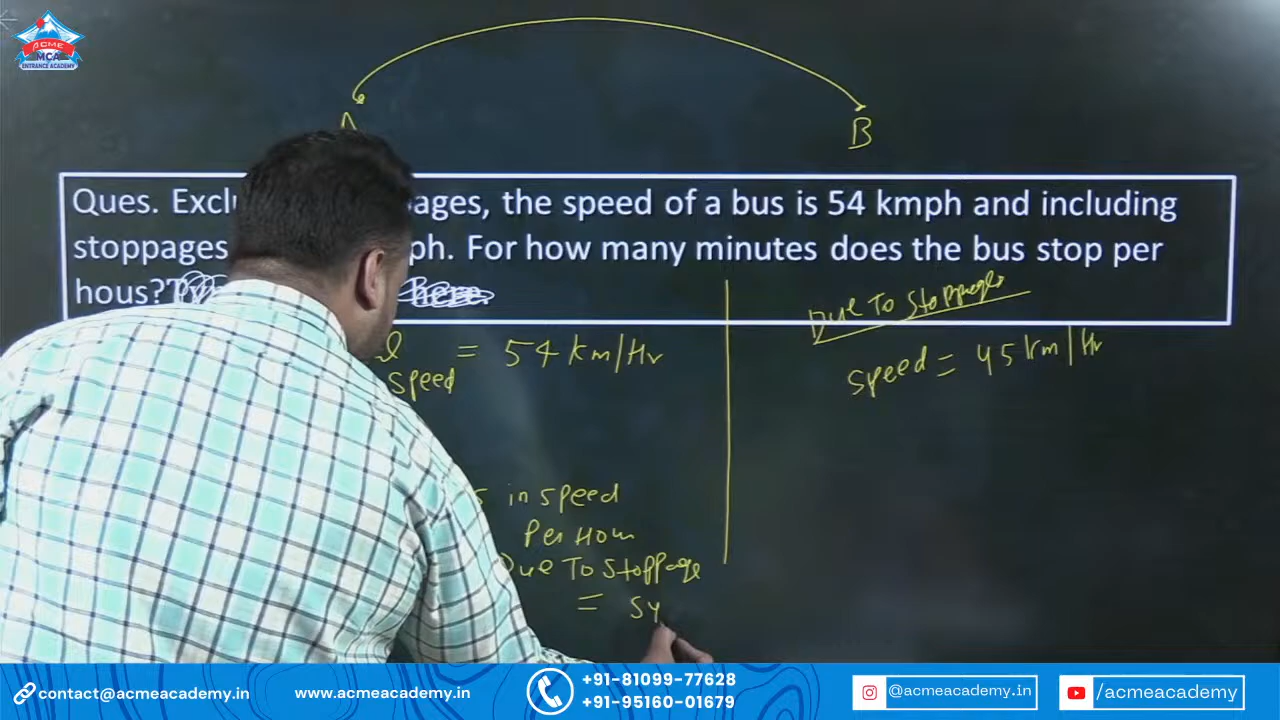 ACME
MCA
ENTRANCE ACADEMY
A
B
Ques. Excl ages, the speed of a bus is 54 kmph and including
stoppages ph. For how many minutes does the bus stop per
hous?
here.
Due To Stoppages
speed = 54 km/Hr
speed = 45 km/Hr
in speed
Per Hour
Due To Stoppage
= 54
contact@acmeacademy.in
www.acmeacademy.in
+91-81099-77628
+91-95160-01679
@acmeacademy.in
/acmeacademy